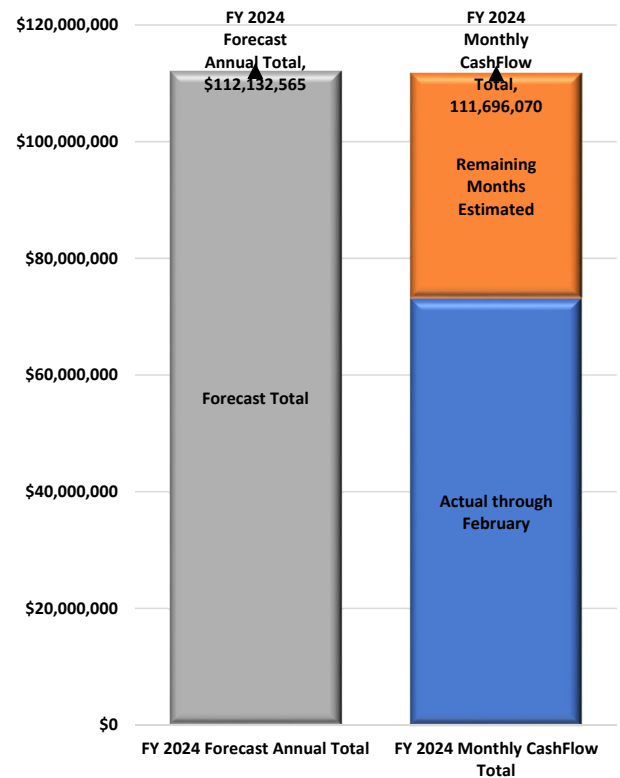 $120,000,000
$100,000,000
$80,000,000
$60,000,000
$40,000,000
$20,000,000
$0
FY 2024
Forecast
Annual Total,
$112,132,565
FY 2024
Monthly
CashFlow
Total,
111,696,070
Remaining
Months
Estimated
Forecast Total
Actual through
February
FY 2024 Forecast Annual Total
FY 2024 Monthly CashFlow
Total